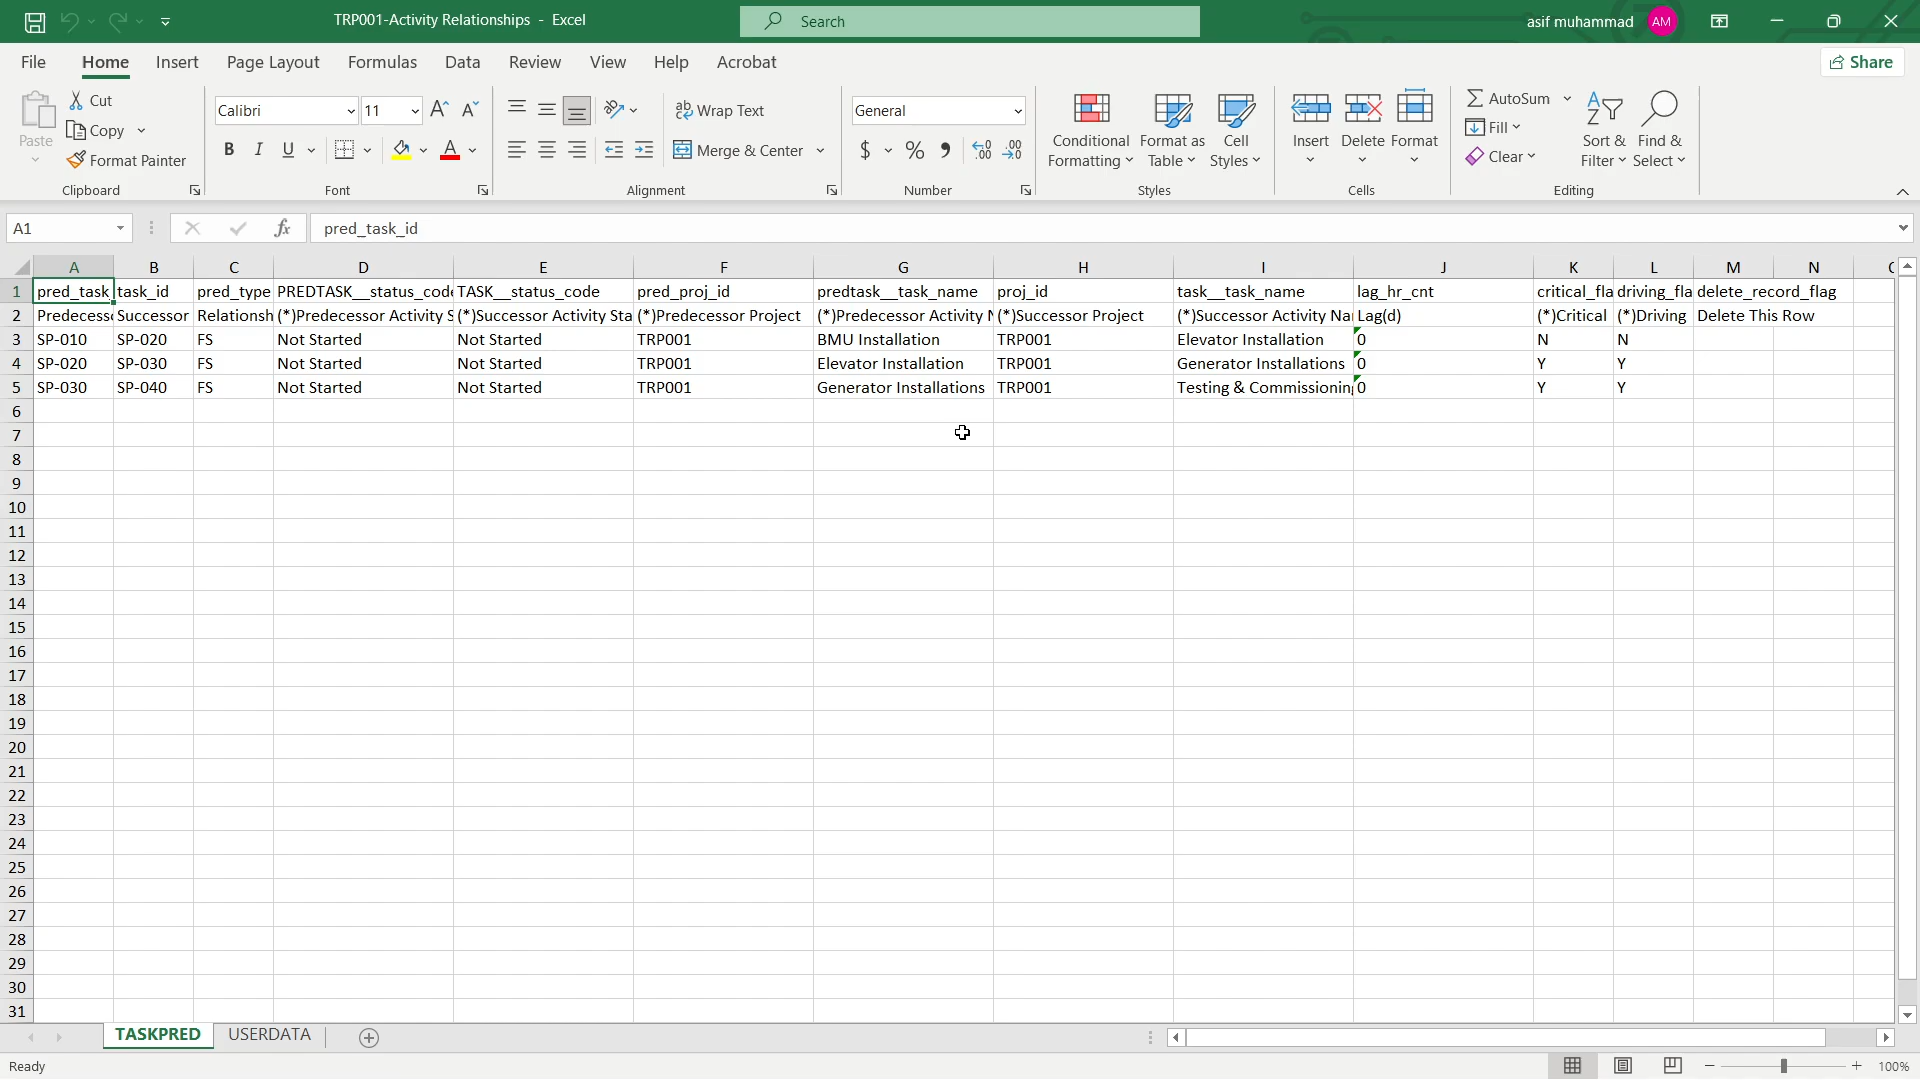 TRP001-Activity Relationships - Excel
Search
asif muhammad
AM
File Home Insert Page Layout Formulas Data Review View Help Acrobat
Share
Paste
Cut
Copy
Format Painter
Clipboard
Calibri 11
B I U
Font
Wrap Text
Merge & Center
Alignment
General
$ % ,
Number
Conditional Formatting
Format as Table
Cell Styles
Styles
Insert Delete Format
Cells
AutoSum
Fill
Clear
Sort & Filter
Find & Select
Editing
A1 fx pred_task_id
A B C D E F G H I J K L M N
1 pred_task task_id pred_type PREDTASK__status_code TASK__status_code pred_proj_id predtask__task_name proj_id task__task_name lag_hr_cnt critical_fla driving_fla delete_record_flag
2 Predecess Successor Relationsh (*)Predecessor Activity S (*)Successor Activity Sta (*)Predecessor Project (*)Predecessor Activity N (*)Successor Project (*)Successor Activity Na Lag(d) (*)Critical (*)Driving Delete This Row
3 SP-010 SP-020 FS Not Started Not Started TRP001 BMU Installation TRP001 Elevator Installation 0 N N
4 SP-020 SP-030 FS Not Started Not Started TRP001 Elevator Installation TRP001 Generator Installations 0 Y Y
5 SP-030 SP-040 FS Not Started Not Started TRP001 Generator Installations TRP001 Testing & Commissioning 0 Y Y
6
7
8
9
10
11
12
13
14
15
16
17
18
19
20
21
22
23
24
25
26
27
28
29
30
31
TASKPRED USERDATA
Ready
100%